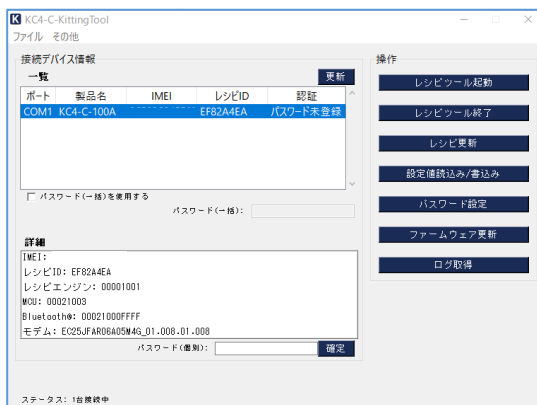 KC4-C-KittingTool
ファイル その他
接続デバイス情報
一覧
更新
ポート 製品名 IMEI レシピID 認証
COM1 KC4-C-100A EF82A4EA パスワード未登録
パスワード(一括)を使用する
パスワード(一括):
詳細
IMEI:
レシピID: EF82A4EA
レシピエンジン: 00001001
MCU: 00021003
Bluetooth®: 00021000FFFF
モデム: EC25JFAR06A05M4G_01.008.01.008
パスワード(個別):
確定
ステータス: 1台接続中
操作
レシピツール起動
レシピツール終了
レシピ更新
設定値読込み/書込み
パスワード設定
ファームウェア更新
ログ取得